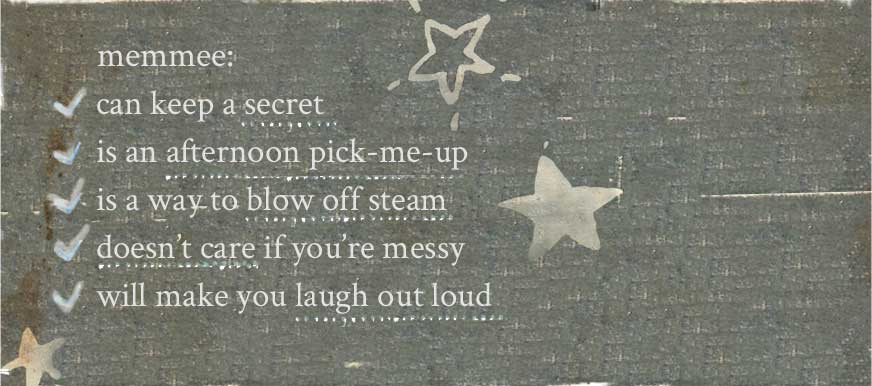 memmee:
can keep a secret
is an afternoon pick-me-up
is a way to blow off steam
doesn't care if you're messy
will make you laugh out loud